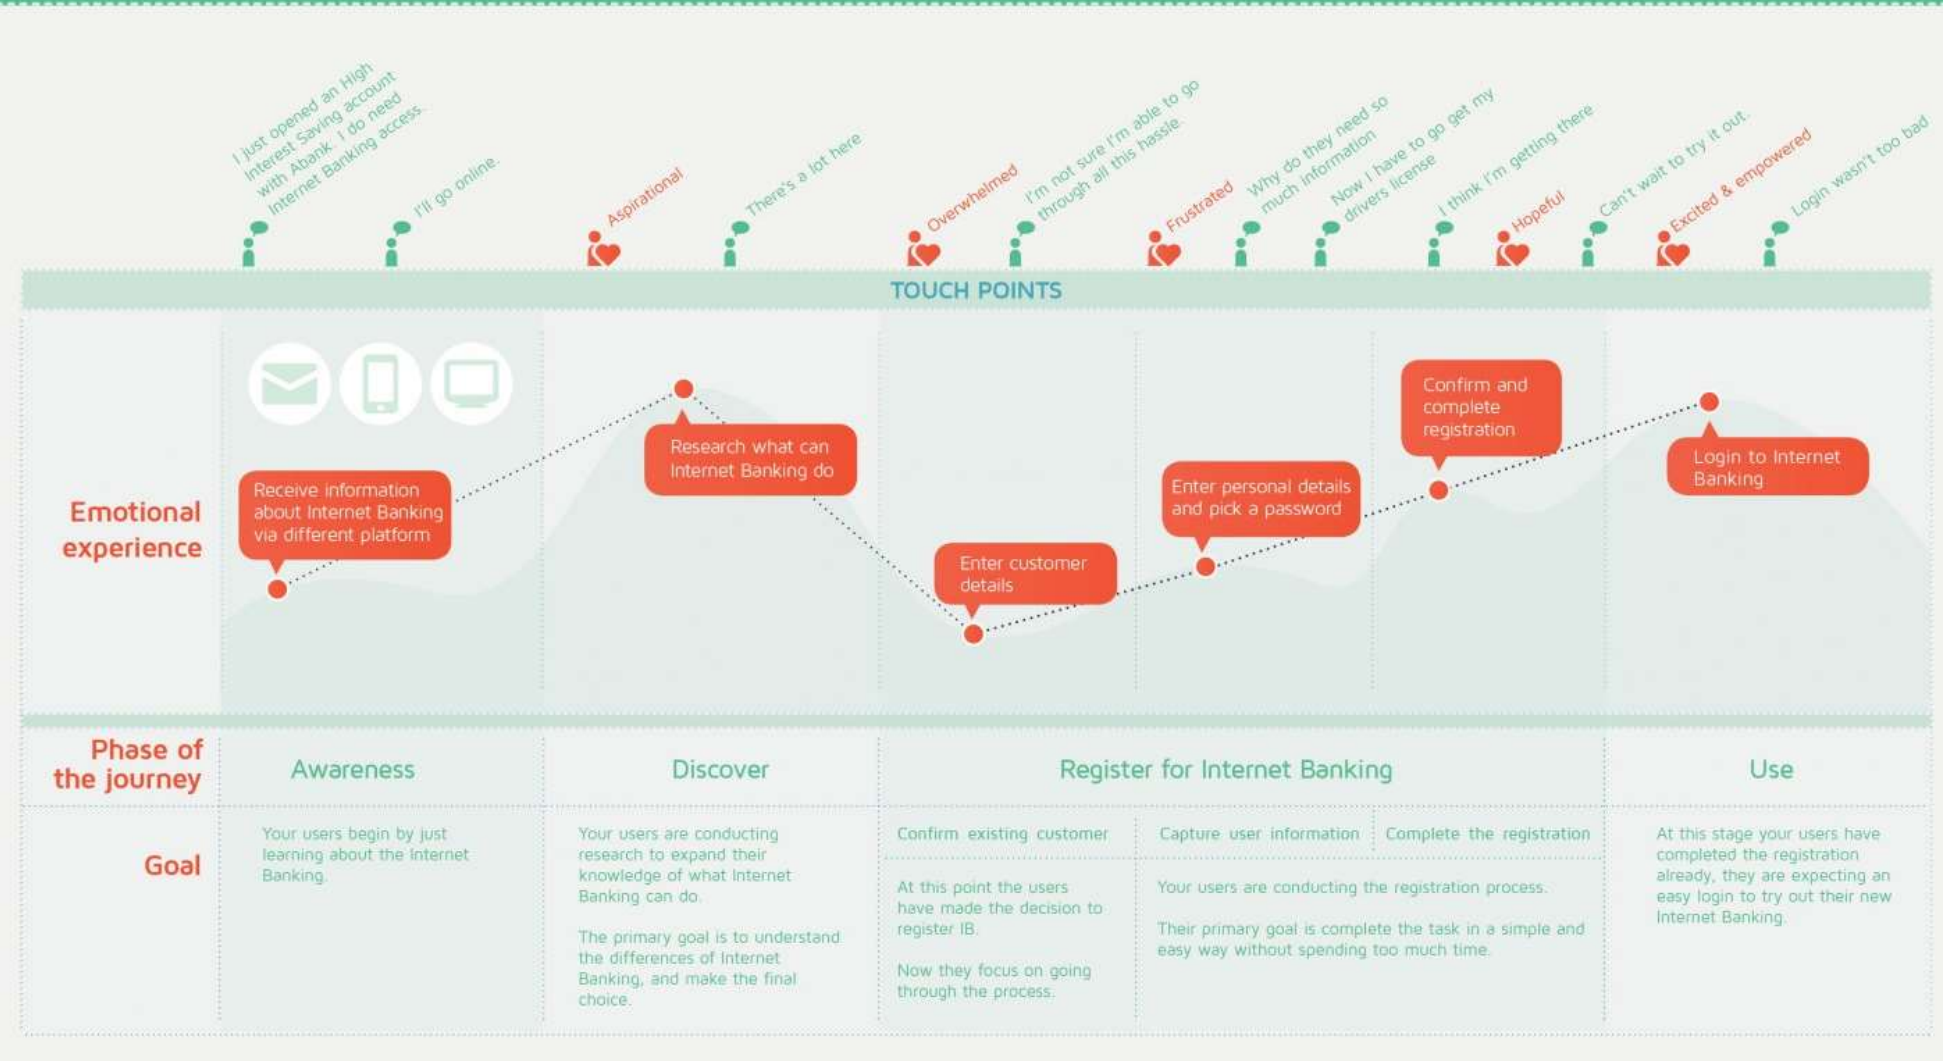 I just opened an High
Interest Saving account
with Abank. I do need
Internet Banking access.
I'll go online.
Aspirational
There's a lot here
Overwhelmed
I'm not sure I'm able to go
through all this hassle.
Frustrated
Why do they need so
much information
Now I have to go get my
drivers license
I think I'm getting there
Hopeful
Can't wait to try it out.
Excited & empowered
Login wasn't too bad
TOUCH POINTS
Emotional
experience
Receive information
about Internet Banking
via different platform
Research what can
Internet Banking do
Enter customer
details
Enter personal details
and pick a password
Confirm and
complete
registration
Login to Internet
Banking
Phase of
the journey
Awareness
Discover
Register for Internet Banking
Use
Goal
Your users begin by just
learning about the Internet
Banking.
Your users are conducting
research to expand their
knowledge of what Internet
Banking can do.
The primary goal is to understand
the differences of Internet
Banking, and make the final
choice.
Confirm existing customer
At this point the users
have made the decision to
register IB.
Now they focus on going
through the process.
Capture user information
Complete the registration
Your users are conducting the registration process.
Their primary goal is complete the task in a simple and
easy way without spending too much time.
At this stage your users have
completed the registration
already, they are expecting an
easy login to try out their new
Internet Banking.